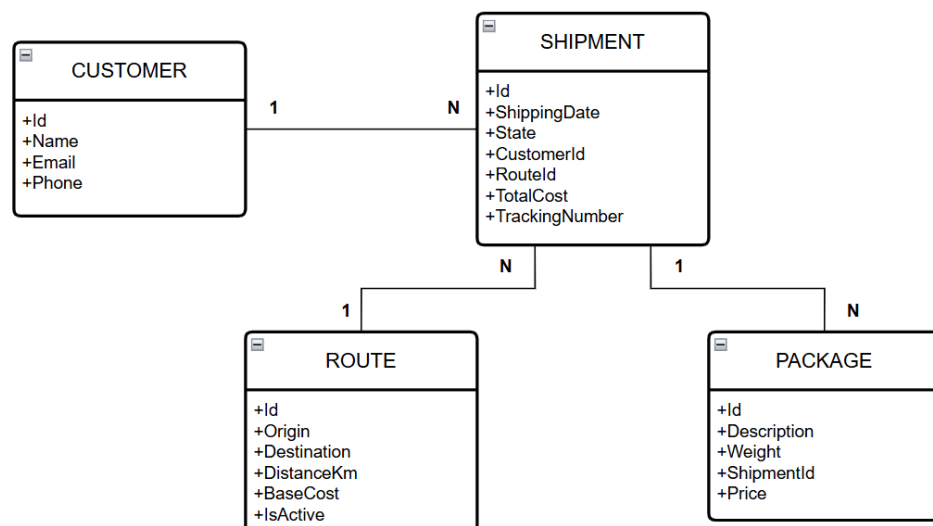 CUSTOMER
+Id
+Name
+Email
+Phone
1
N
SHIPMENT
+Id
+ShippingDate
+State
+CustomerId
+RouteId
+TotalCost
+TrackingNumber
N
1
1
N
ROUTE
+Id
+Origin
+Destination
+DistanceKm
+BaseCost
+IsActive
PACKAGE
+Id
+Description
+Weight
+ShipmentId
+Price